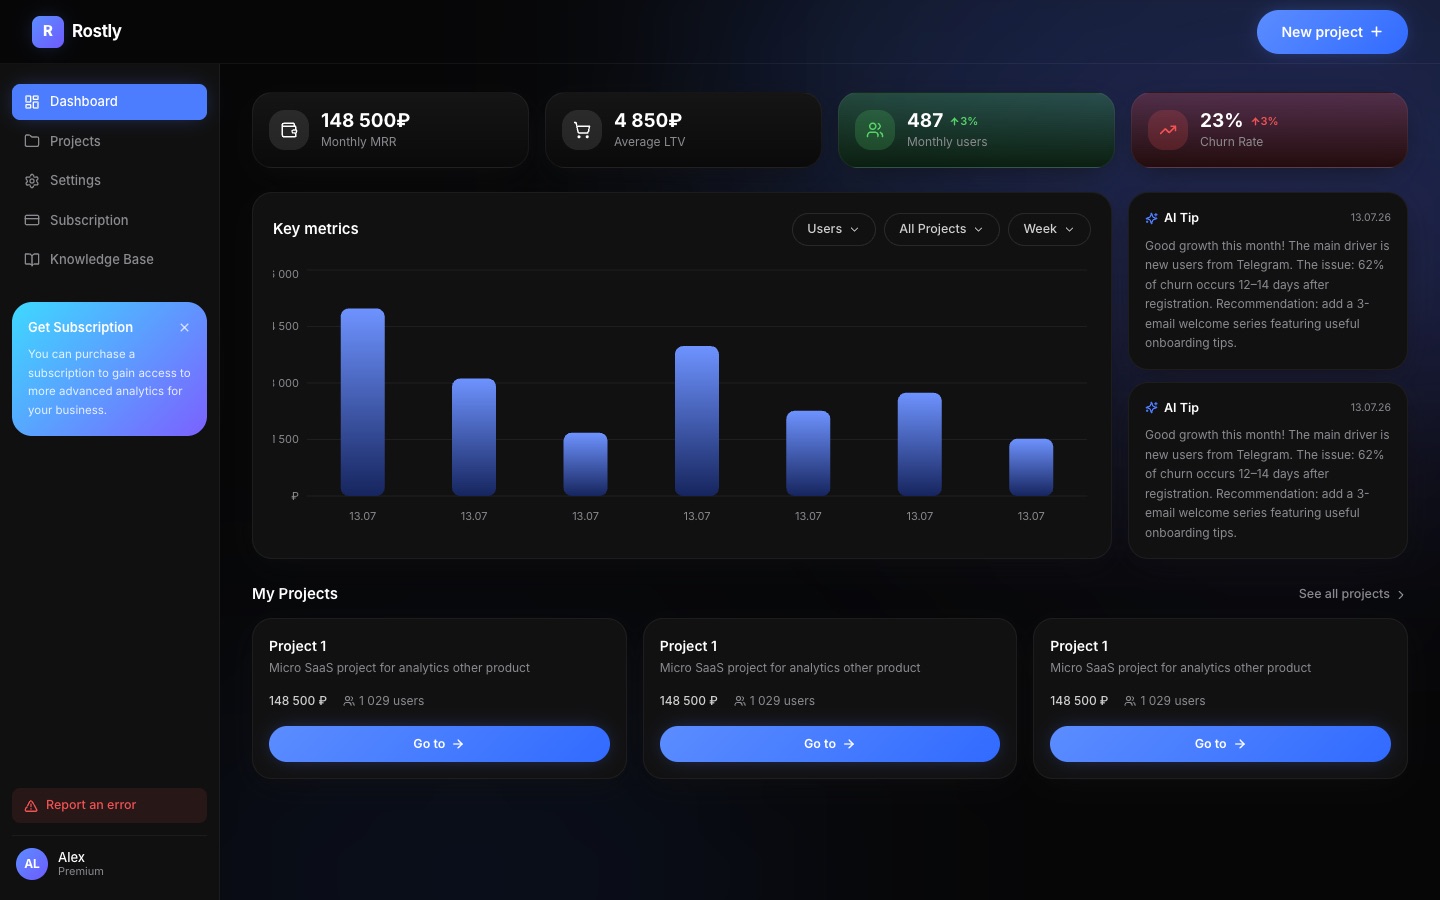 R Rostly
New project
Dashboard
Projects
Settings
Subscription
Knowledge Base
Get Subscription
You can purchase a
subscription to gain access to
more advanced analytics for
your business.
Report an error
AL
Alex
Premium
148 500₽
Monthly MRR
4 850₽
Average LTV
487 ↑3%
Monthly users
23% ↑3%
Churn Rate
Key metrics
Users
All Projects
Week
000
500
000
500
₽
13.07 13.07 13.07 13.07 13.07 13.07 13.07
AI Tip 13.07.26
Good growth this month! The main driver is
new users from Telegram. The issue: 62%
of churn occurs 12–14 days after
registration. Recommendation: add a 3-
email welcome series featuring useful
onboarding tips.
AI Tip 13.07.26
Good growth this month! The main driver is
new users from Telegram. The issue: 62%
of churn occurs 12–14 days after
registration. Recommendation: add a 3-
email welcome series featuring useful
onboarding tips.
My Projects
See all projects
Project 1
Micro SaaS project for analytics other product
148 500 ₽ 1 029 users
Go to →
Project 1
Micro SaaS project for analytics other product
148 500 ₽ 1 029 users
Go to →
Project 1
Micro SaaS project for analytics other product
148 500 ₽ 1 029 users
Go to →